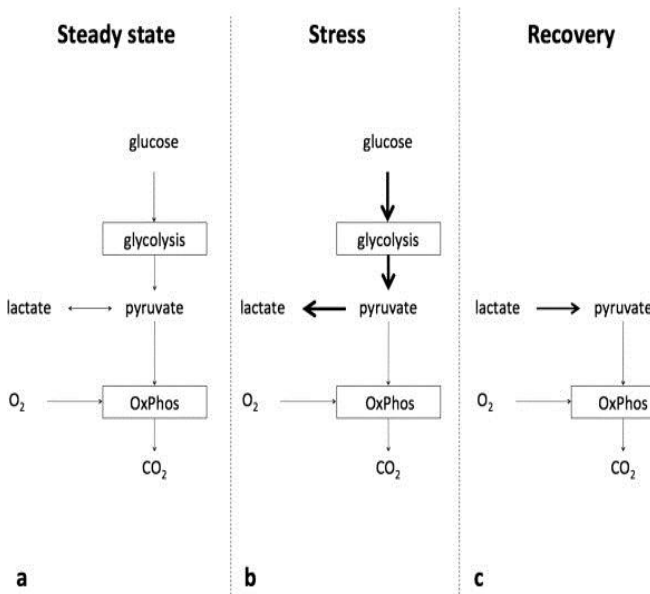 Steady state
glucose
glycolysis
lactate pyruvate
O₂ OxPhos
CO₂
a
Stress
glucose
glycolysis
lactate pyruvate
O₂ OxPhos
CO₂
b
Recovery
lactate pyruvate
O₂ OxPhos
CO₂
c